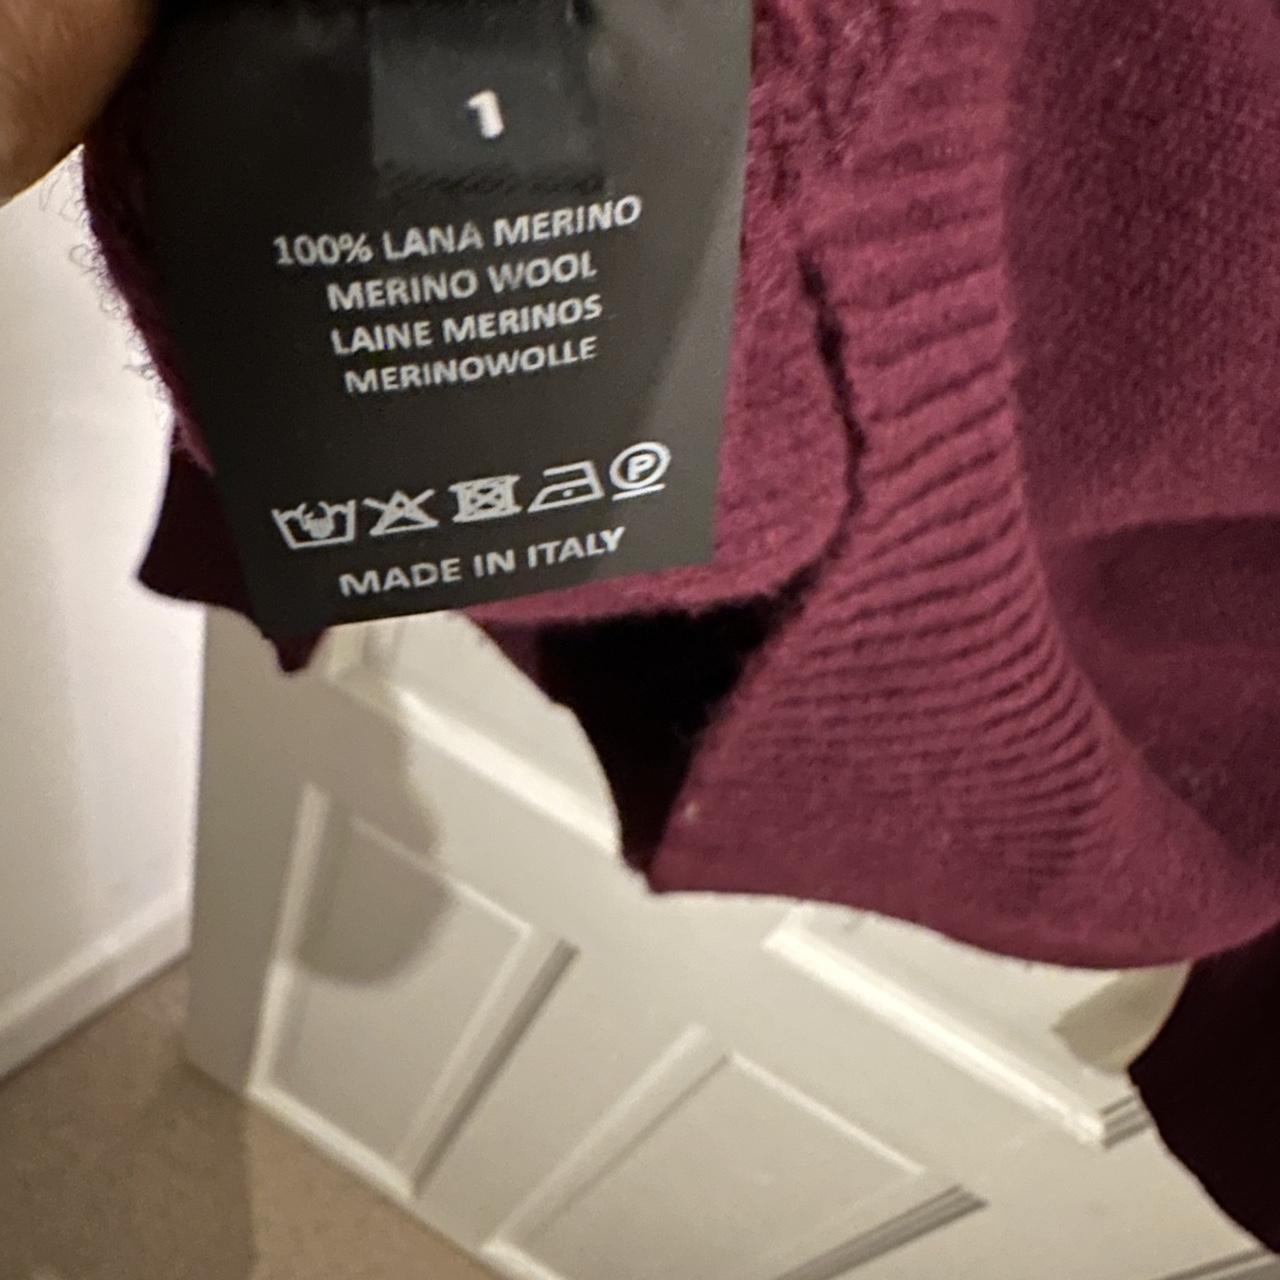 1
100% LANA MERINO
MERINO WOOL
LAINE MERINOS
MERINOWOLLE
P
MADE IN ITALY